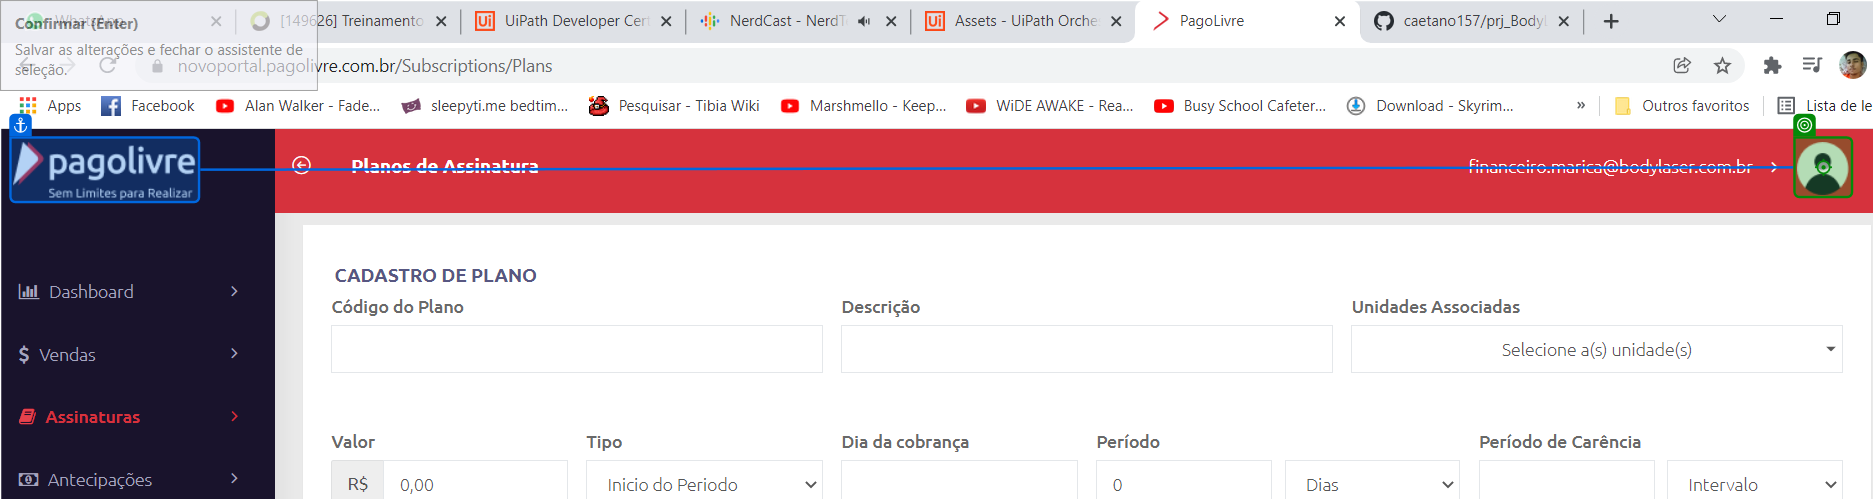 Confirmar (Enter)
Salvar as alterações e fechar o assistente de
seleção.
[149626] Treinamento
UiPath Developer Cert
NerdCast - NerdT
Assets - UiPath Orche
PagoLivre
caetano157/prj_Bodyl
novoportal.pagolivre.com.br/Subscriptions/Plans
Apps
Facebook
Alan Walker - Fade...
sleepyti.me bedtim...
Pesquisar - Tibia Wiki
Marshmello - Keep...
WiDE AWAKE - Rea...
Busy School Cafeter...
Download - Skyrim...
»
Outros favoritos
Lista de le
pagolivre
Sem Limites para Realizar
Planos de Assinatura
financeiro.marica@bodylaser.com.br
Dashboard
Vendas
Assinaturas
Antecipações
CADASTRO DE PLANO
Código do Plano
Descrição
Unidades Associadas
Selecione a(s) unidade(s)
Valor
Tipo
Dia da cobrança
Período
Período de Carência
R$
0,00
Inicio do Periodo
0
Dias
Intervalo